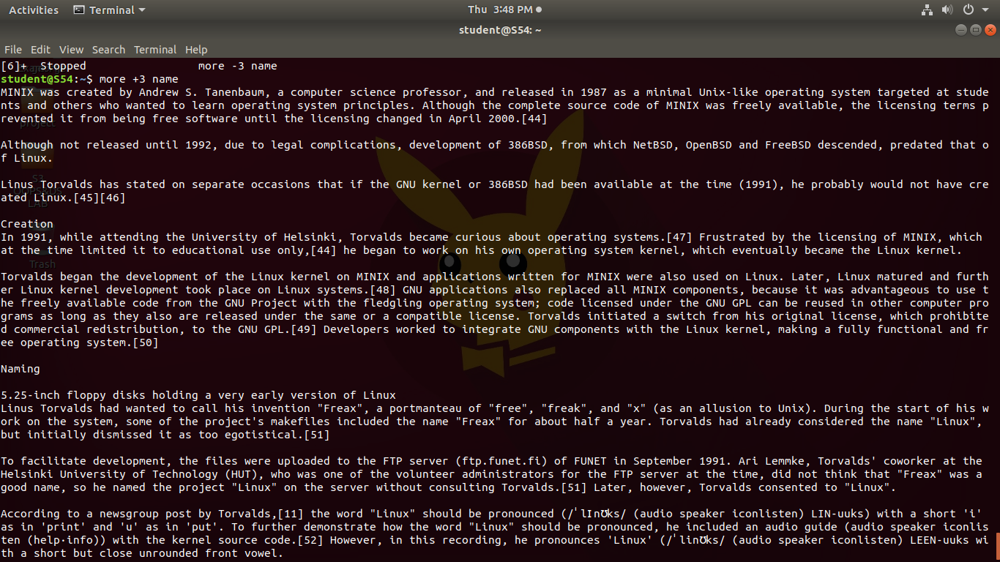 Activities Terminal Thu 3:48 PM
student@S54: ~
File Edit View Search Terminal Help
[6]+ Stopped more -3 name
student@S54:~$ more +3 name
MINIX was created by Andrew S. Tanenbaum, a computer science professor, and released in 1987 as a minimal Unix-like operating system targeted at stude
nts and others who wanted to learn operating system principles. Although the complete source code of MINIX was freely available, the licensing terms p
revented it from being free software until the licensing changed in April 2000.[44]
project
Although not released until 1992, due to legal complications, development of 386BSD, from which NetBSD, OpenBSD and FreeBSD descended, predated that o
f Linux.
S3
Linus Torvalds has stated on separate occasions that if the GNU kernel or 386BSD had been available at the time (1991), he probably would not have cre
ated Linux.[45][46]
LAB
Creation
In 1991, while attending the University of Helsinki, Torvalds became curious about operating systems.[47] Frustrated by the licensing of MINIX, which
at the time limited it to educational use only,[44] he began to work on his own operating system kernel, which eventually became the Linux kernel.
Trash
Torvalds began the development of the Linux kernel on MINIX and applications written for MINIX were also used on Linux. Later, Linux matured and furth
er Linux kernel development took place on Linux systems.[48] GNU applications also replaced all MINIX components, because it was advantageous to use t
he freely available code from the GNU Project with the fledgling operating system; code licensed under the GNU GPL can be reused in other computer pro
grams as long as they also are released under the same or a compatible license. Torvalds initiated a switch from his original license, which prohibite
d commercial redistribution, to the GNU GPL.[49] Developers worked to integrate GNU components with the Linux kernel, making a fully functional and fr
ee operating system.[50]
Naming
5.25-inch floppy disks holding a very early version of Linux
Linus Torvalds had wanted to call his invention "Freax", a portmanteau of "free", "freak", and "x" (as an allusion to Unix). During the start of his w
ork on the system, some of the project's makefiles included the name "Freax" for about half a year. Torvalds had already considered the name "Linux",
but initially dismissed it as too egotistical.[51]
To facilitate development, the files were uploaded to the FTP server (ftp.funet.fi) of FUNET in September 1991. Ari Lemmke, Torvalds' coworker at the
Helsinki University of Technology (HUT), who was one of the volunteer administrators for the FTP server at the time, did not think that "Freax" was a
good name, so he named the project "Linux" on the server without consulting Torvalds.[51] Later, however, Torvalds consented to "Linux".
According to a newsgroup post by Torvalds,[11] the word "Linux" should be pronounced (/ˈlɪnʊks/ (audio speaker iconlisten) LIN-uuks) with a short 'i'
as in 'print' and 'u' as in 'put'. To further demonstrate how the word "Linux" should be pronounced, he included an audio guide (audio speaker iconlis
ten (help·info)) with the kernel source code.[52] However, in this recording, he pronounces 'Linux' (/ˈlinʊks/ (audio speaker iconlisten) LEEN-uuks wi
th a short but close unrounded front vowel.